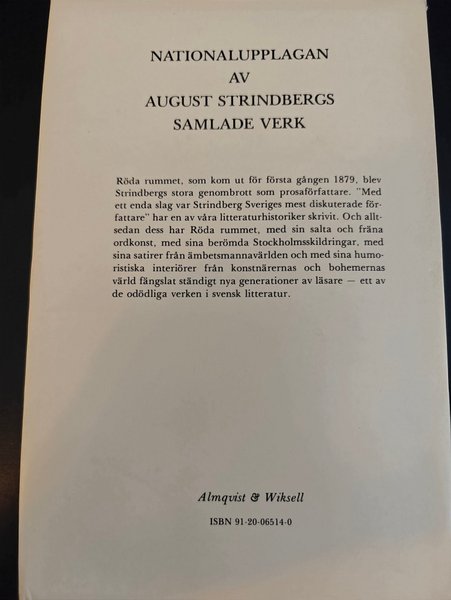 NATIONALUPPLAGAN
AV
AUGUST STRINDBERGS
SAMLADE VERK
Röda rummet, som kom ut för första gången 1879, blev
Strindbergs stora genombrott som prosaförfattare. "Med
ett enda slag var Strindberg Sveriges mest diskuterade för-
fattare" har en av våra litteraturhistoriker skrivit. Och allt-
sedan dess har Röda rummet, med sin salta och fräna
ordkonst, med sina berömda Stockholmsskildringar, med
sina satirer från ämbetsmannavärlden och med sina humo-
ristiska interiörer från konstnärernas och bohemernas
värld fängslat ständigt nya generationer av läsare — ett av
de odödliga verken i svensk litteratur.
Almqvist & Wiksell
ISBN 91-20-06514-0